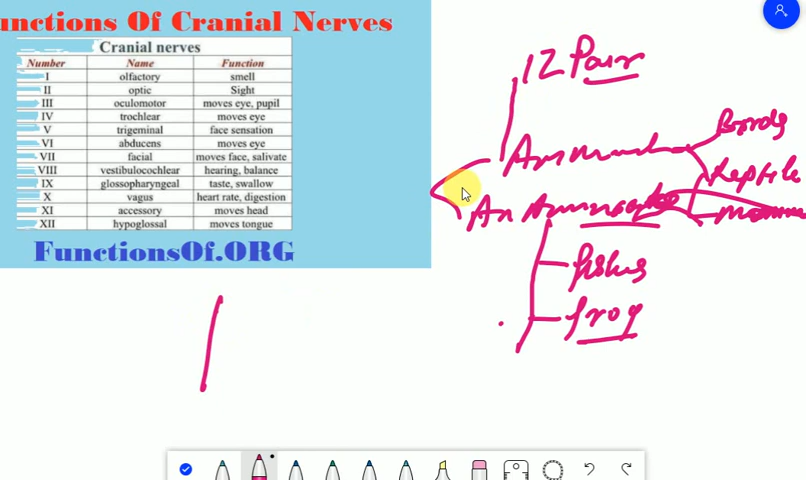 unctions Of Cranial Nerves
Cranial nerves
Number Name Function
I olfactory smell
II optic Sight
III oculomotor moves eye, pupil
IV trochlear moves eye
V trigeminal face sensation
VI abducens moves eye
VII facial moves face, salivate
VIII vestibulocochlear hearing, balance
IX glossopharyngeal taste, swallow
X vagus heart rate, digestion
XI accessory moves head
XII hypoglossal moves tongue
FunctionsOf.ORG
12 Pair
Reptile
frog